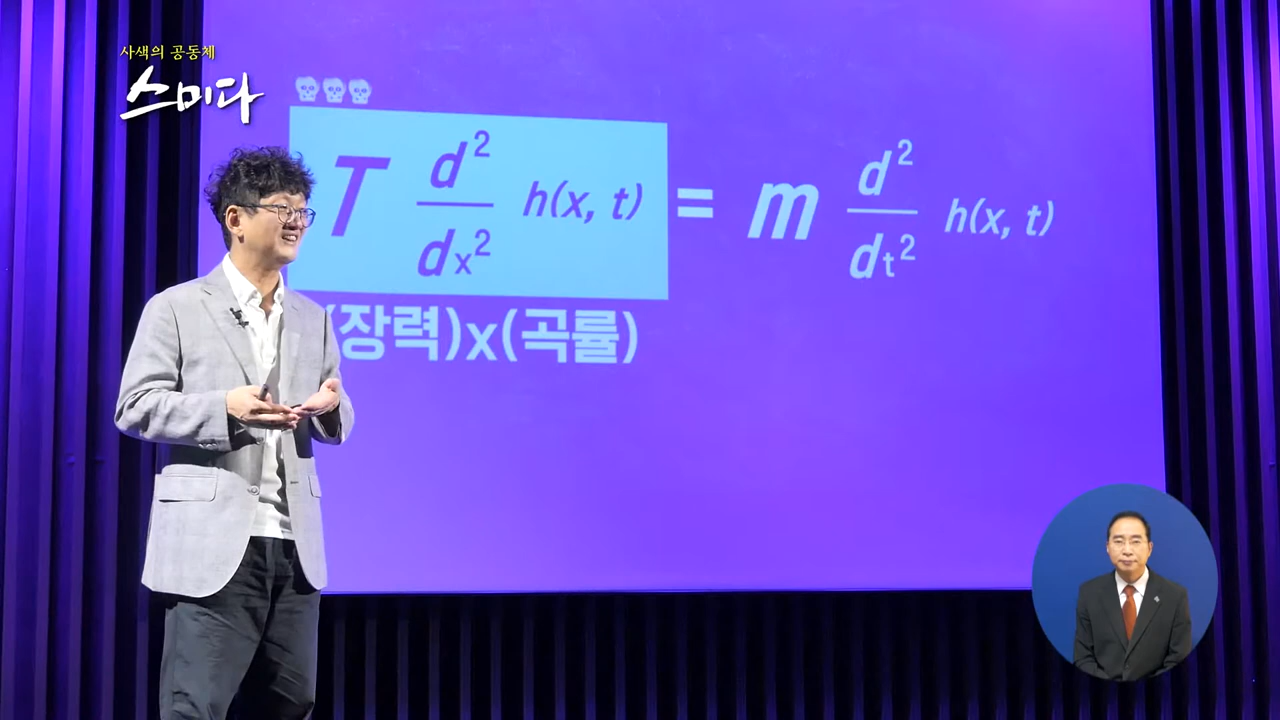 사색의 공동체
스미다
T d²/dx² h(x, t) = m d²/dt² h(x, t)
(장력)x(곡률)